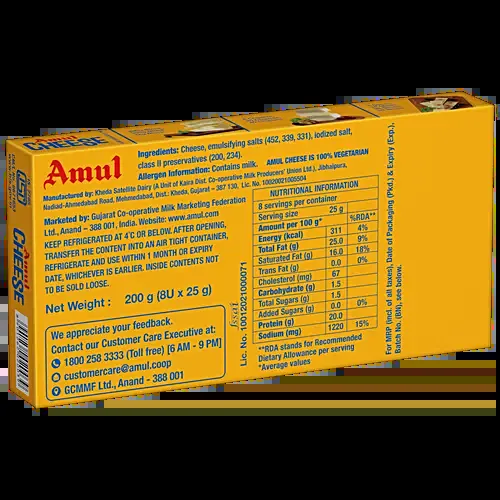 Amul
CHEESE
Amul
CHEESE
Ingredients: Cheese, emulsifying salts (452, 339, 331), iodized salt,
class II preservatives (200, 234).
Allergen Information: Contains milk. AMUL CHEESE IS 100% VEGETARIAN
Manufactured by: Kheda Satellite Dairy (A Unit of Kaira Dist. Co-operative Milk Producers' Union Ltd.), Jibhaipura,
Nadiad-Ahmedabad Road, Mehmedabad, Dist.: Kheda, Gujarat – 387 130. Lic. No. 10020021005504
Marketed by: Gujarat Co-operative Milk Marketing Federation
Ltd., Anand – 388 001, India. Website: www.amul.com
KEEP REFRIGERATED AT 4°C OR BELOW. AFTER OPENING,
TRANSFER THE CONTENT INTO AN AIR TIGHT CONTAINER,
REFRIGERATE AND USE WITHIN 1 MONTH OR EXPIRY
DATE, WHICHEVER IS EARLIER. INSIDE CONTENTS NOT
TO BE SOLD LOOSE.
Net Weight : 200 g (8U x 25 g)
We appreciate your feedback.
Contact our Customer Care Executive at:
1800 258 3333 (Toll free) [6 AM - 9 PM]
customercare@amul.coop
GCMMF Ltd., Anand - 388 001
fssai
Lic. No. 10012021000071
NUTRITIONAL INFORMATION
8 servings per container
Serving size 25 g
Amount per 100 g* %RDA**
Energy (kcal) 311 4%
Total Fat (g) 25.0 9%
Saturated Fat (g) 16.0 18%
Trans Fat (g) 0.0 0%
Cholesterol (mg) 67
Carbohydrate (g) 1.5
Total Sugars (g) 1.5
Added Sugars (g) 0.0 0%
Protein (g) 20.0
Sodium (mg) 1220 15%
**RDA stands for Recommended
Dietary Allowance per serving
*Approx. values
For MRP (incl. of all taxes), Date of Packaging (Pkd.) & Expiry (Exp.),
Batch No. (BN), see below.